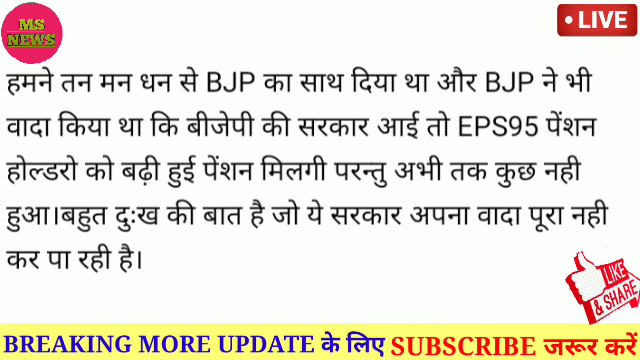 MS
NEWS
LIVE
हमने तन मन धन से BJP का साथ दिया था और BJP ने भी
वादा किया था कि बीजेपी की सरकार आई तो EPS95 पेंशन
होल्डरो को बढ़ी हुई पेंशन मिलगी परन्तु अभी तक कुछ नही
हुआ।बहुत दुःख की बात है जो ये सरकार अपना वादा पूरा नही
कर पा रही है।
LIKE
& SHARE
BREAKING MORE UPDATE के लिए SUBSCRIBE जरूर करें